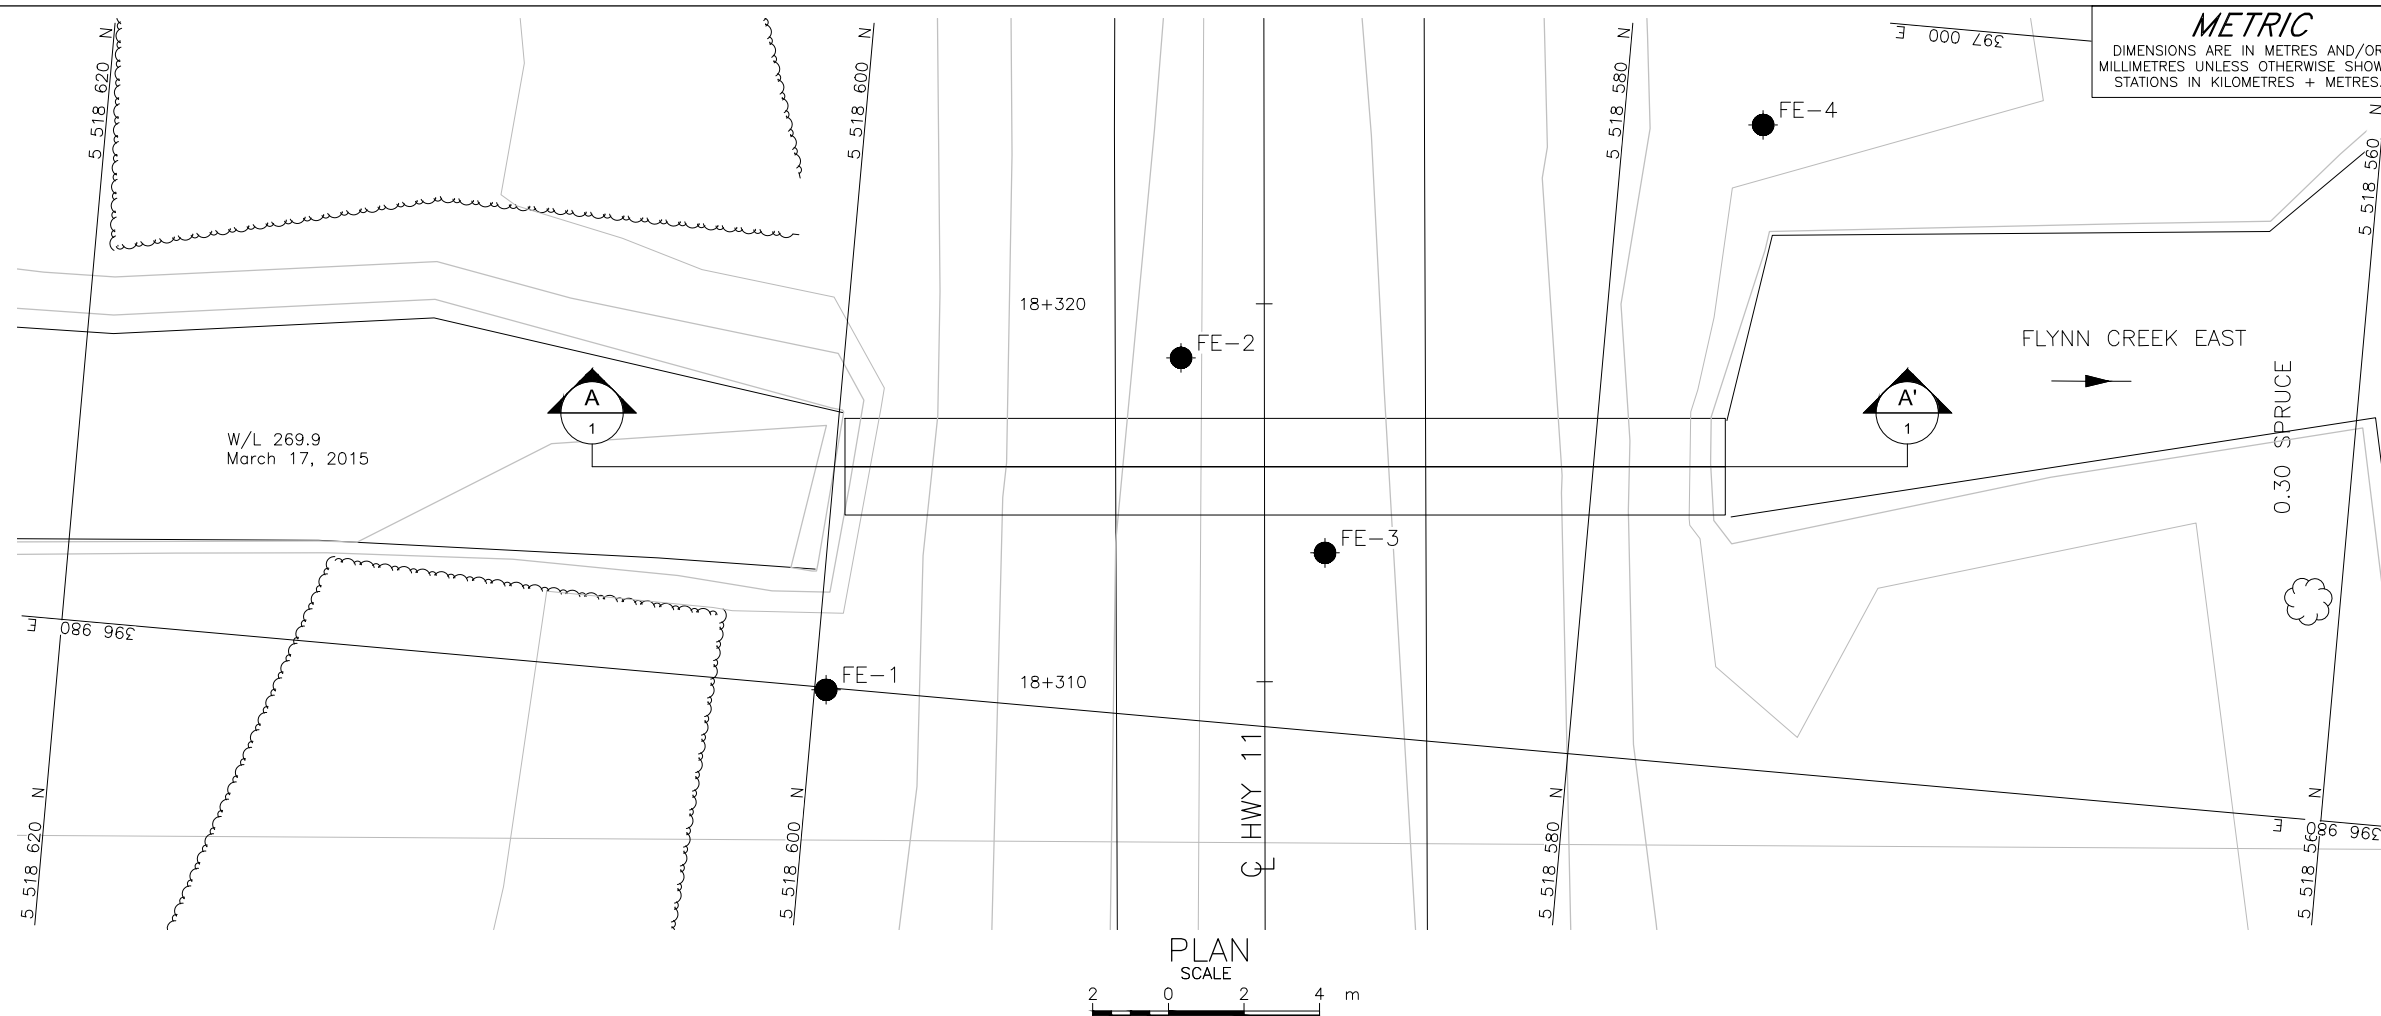 METRIC
DIMENSIONS ARE IN METRES AND/OR
MILLIMETRES UNLESS OTHERWISE SHOW
STATIONS IN KILOMETRES + METRES.
5 518 620 N
5 518 600 N
5 518 580 N
397 000 E
5 518 560 N
FE-4
18+320
FE-2
FLYNN CREEK EAST
A
1
A'
1
0.30 SPRUCE
W/L 269.9
March 17, 2015
FE-3
396 980 E
FE-1
18+310
℄ HWY 11
396 980 E
5 518 620 N
5 518 600 N
5 518 580 N
5 518 560 N
PLAN
SCALE
2 0 2 4 m